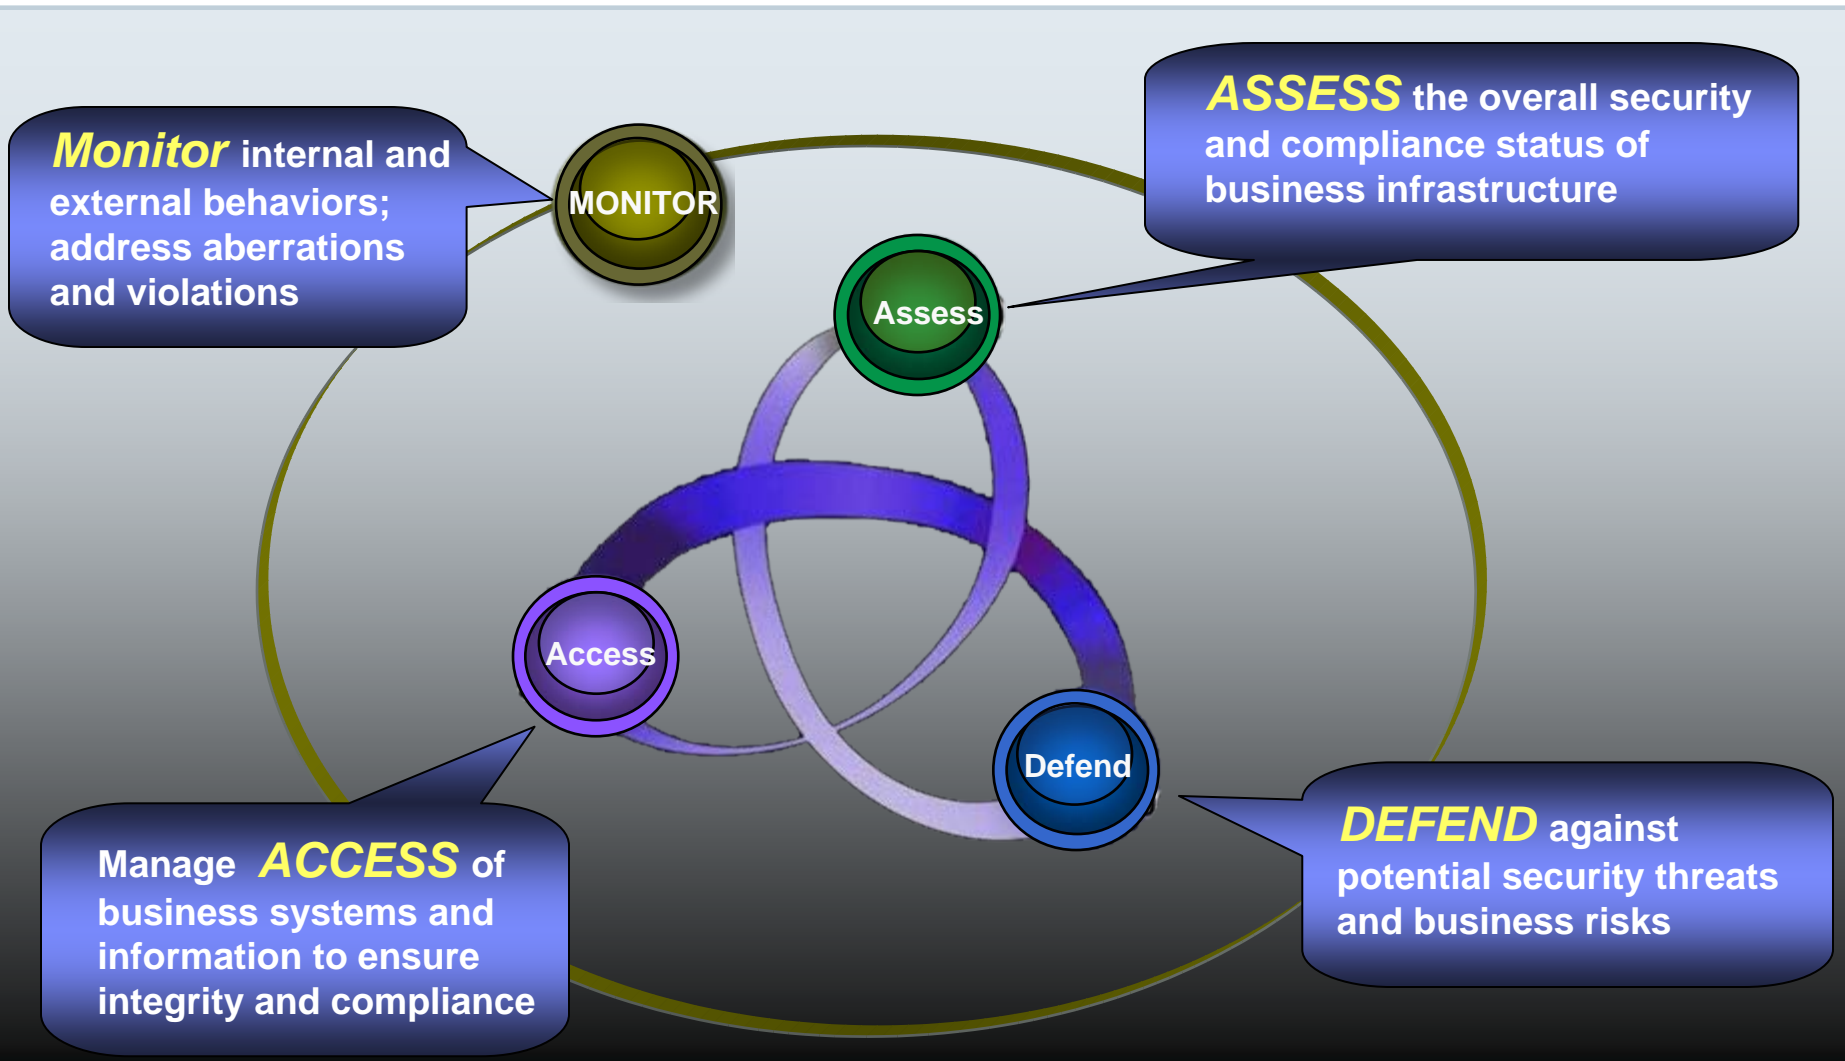 Monitor internal and
external behaviors;
address aberrations
and violations
MONITOR
ASSESS the overall security
and compliance status of
business infrastructure
Assess
Access
Defend
Manage ACCESS of
business systems and
information to ensure
integrity and compliance
DEFEND against
potential security threats
and business risks